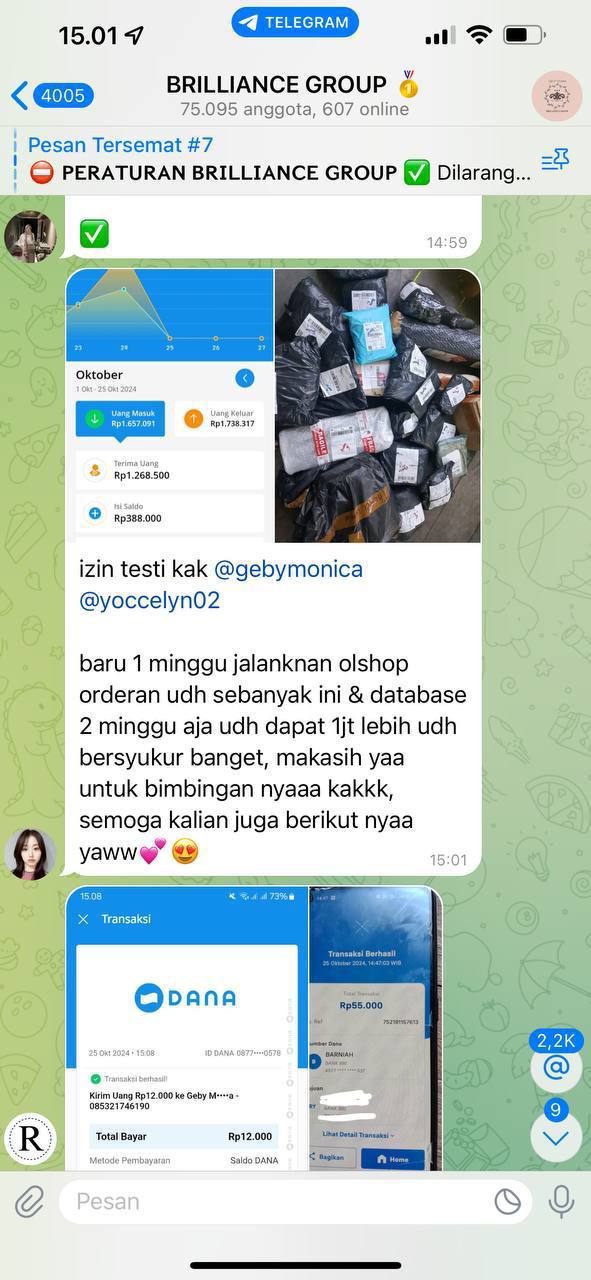 15.01
TELEGRAM
4005
BRILLIANCE GROUP 🏅
75.095 anggota, 607 online
Pesan Tersemat #7
⛔ PERATURAN BRILLIANCE GROUP ✅ Dilarang...
✅
14:59
23 24 25 26 27
Oktober
1 Okt - 25 Okt 2024
Uang Masuk
Rp1.657.091
Uang Keluar
Rp1.738.317
Terima Uang
Rp1.268.500
Isi Saldo
Rp388.000
FRAGILE
izin testi kak @gebymonica
@yoccelyn02
baru 1 minggu jalanknan olshop
orderan udh sebanyak ini & database
2 minggu aja udh dapat 1jt lebih udh
bersyukur banget, makasih yaa
untuk bimbingan nyaaa kakkk,
semoga kalian juga berikut nyaa
yaww💕😍
15:01
15.08
73%
Transaksi
DANA
25 Okt 2024 • 15:08
ID DANA 0877••••0578
Transaksi berhasil!
Kirim Uang Rp12.000 ke Geby M••••a -
085321746190
Total Bayar
Rp12.000
Metode Pembayaran
Saldo DANA
Transaksi Berhasil
25 Oktober 2024, 14:47:03 WIB
Total Transaksi
Rp55.000
Ref
752181157613
umber Dana
BARNIAH
Lihat Detail Transaksi
Bagikan
Home
R
2,2K
@
9
Pesan